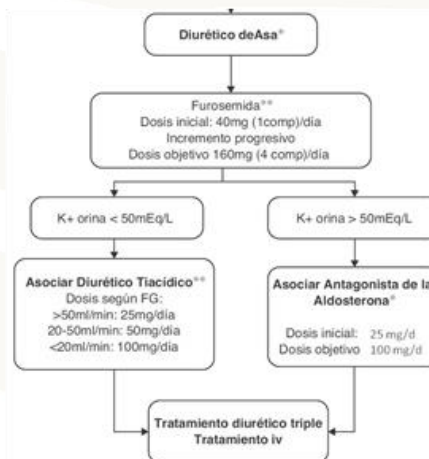 Diurético deAsa*
Furosemida**
Dosis inicial: 40mg (1comp)/día
Incremento progresivo
Dosis objetivo 160mg (4 comp)/día
K+ orina < 50mEq/L
K+ orina > 50mEq/L
Asociar Diurético Tiacídico**
Dosis según FG:
>50ml/min: 25mg/día
20-50ml/min: 50mg/día
<20ml/min: 100mg/día
Asociar Antagonista de la
Aldosterona*
Dosis inicial: 25 mg/d
Dosis objetivo 100 mg/d
Tratamiento diurético triple
Tratamiento iv